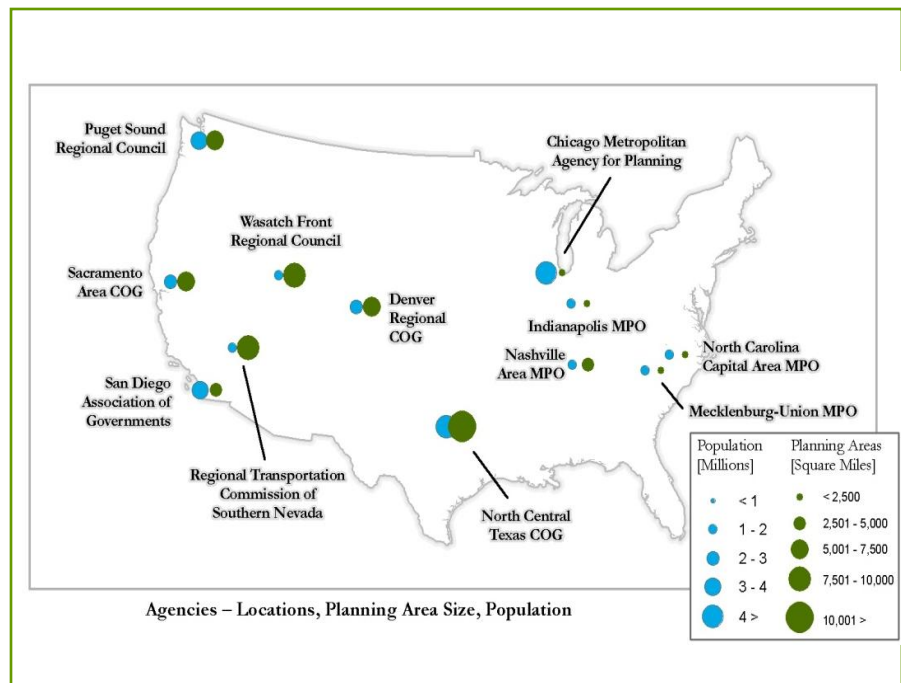 Puget Sound
Regional Council
Chicago Metropolitan
Agency for Planning
Wasatch Front
Regional Council
Sacramento
Area COG
Denver
Regional
COG
Indianapolis MPO
Nashville
Area MPO
North Carolina
Capital Area MPO
San Diego
Association of
Governments
Mecklenburg-Union MPO
Regional Transportation
Commission of
Southern Nevada
North Central
Texas COG
Population
[Millions]
< 1
1 - 2
2 - 3
3 - 4
4 >
Planning Areas
[Square Miles]
< 2,500
2,501 - 5,000
5,001 - 7,500
7,501 - 10,000
10,001 >
Agencies – Locations, Planning Area Size, Population